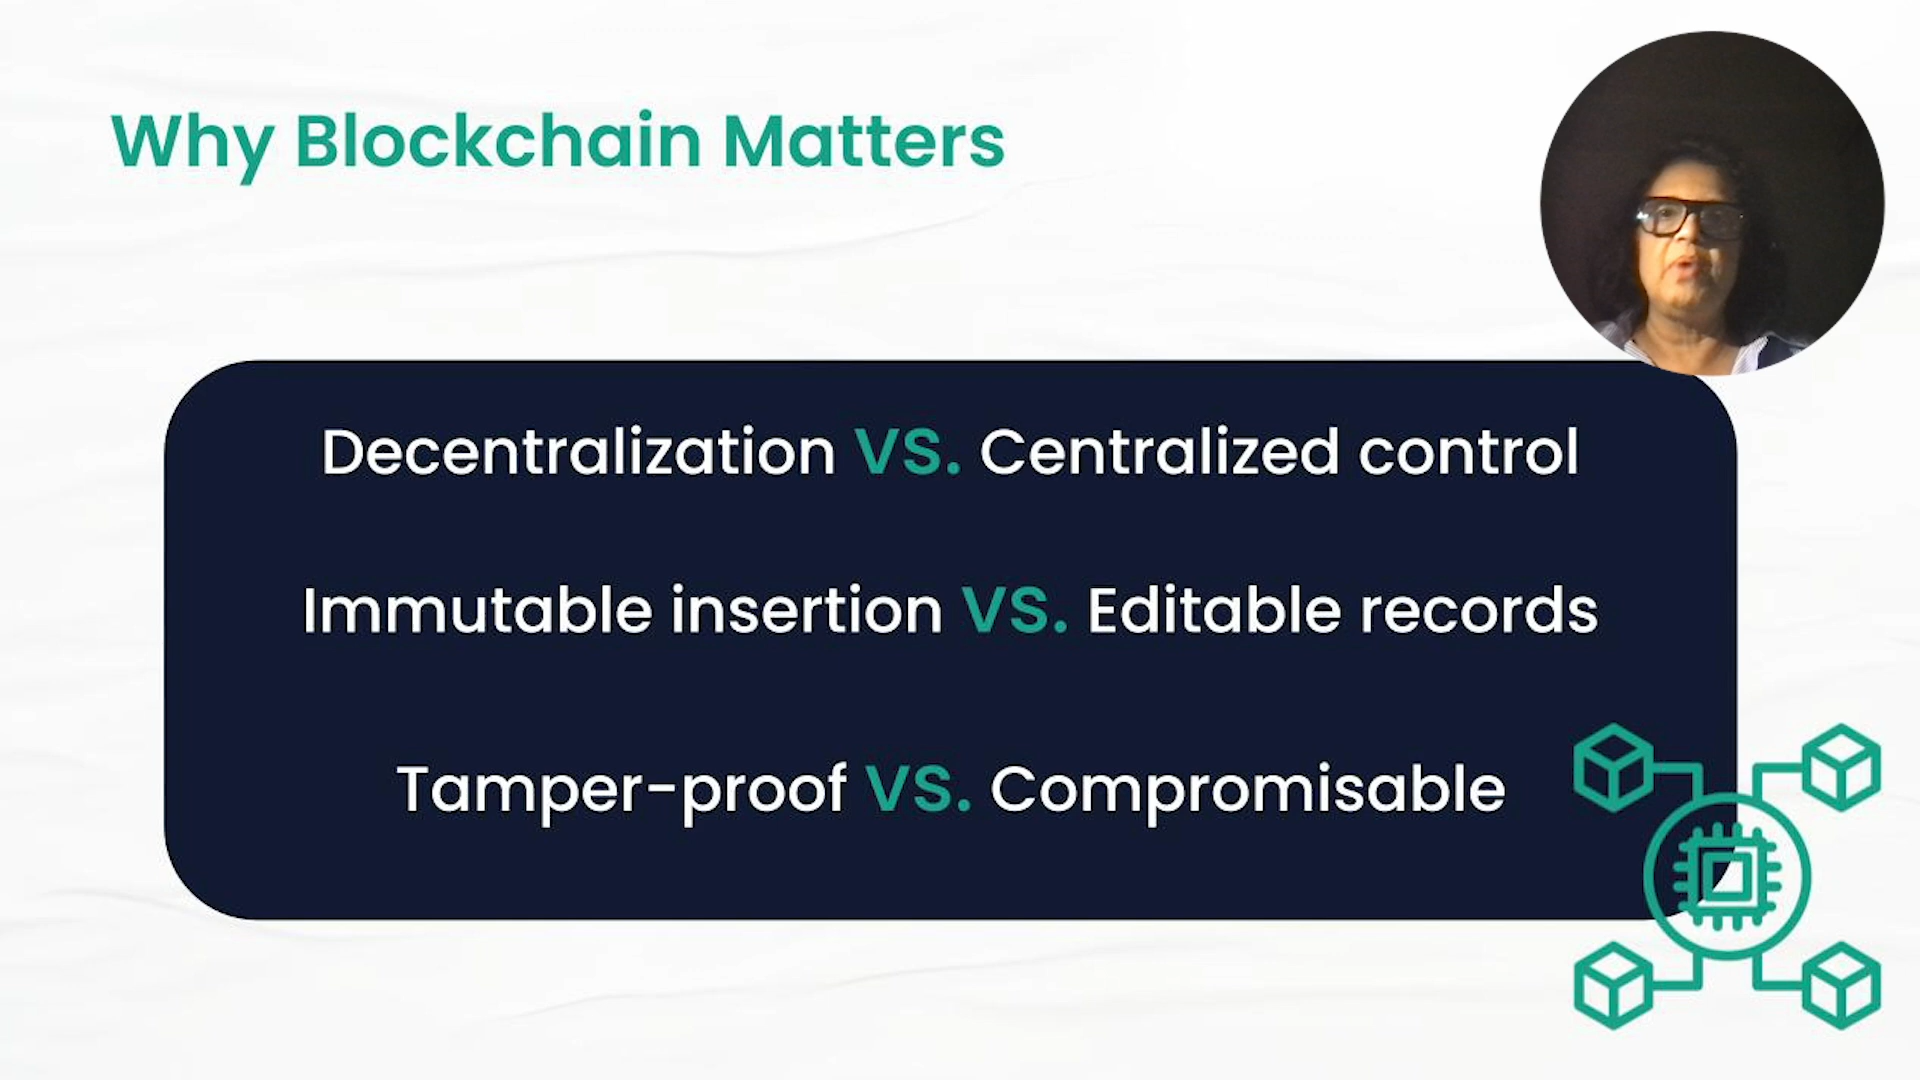 Why Blockchain Matters
Decentralization VS. Centralized control
Immutable insertion VS. Editable records
Tamper-proof VS. Compromisable